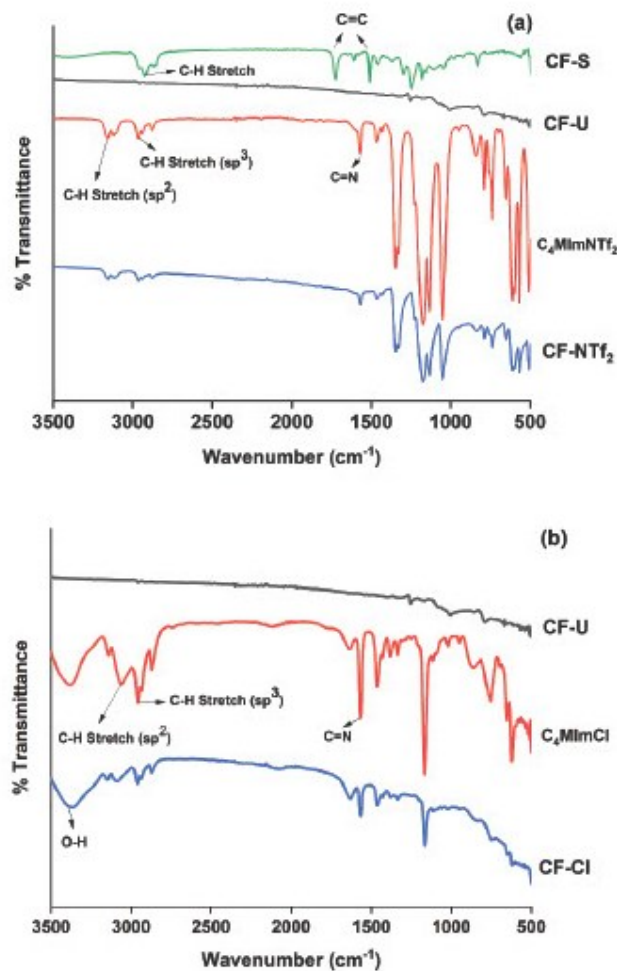 (a)
C=C
CF-S
C-H Stretch
CF-U
C-H Stretch (sp³)
C-H Stretch (sp²)
C=N
C₄MImNTf₂
CF-NTf₂
% Transmittance
3500 3000 2500 2000 1500 1000 500
Wavenumber (cm⁻¹)
(b)
CF-U
C-H Stretch (sp³)
C-H Stretch (sp²)
C=N
C₄MImCl
O-H
CF-Cl
% Transmittance
3500 3000 2500 2000 1500 1000 500
Wavenumber (cm⁻¹)